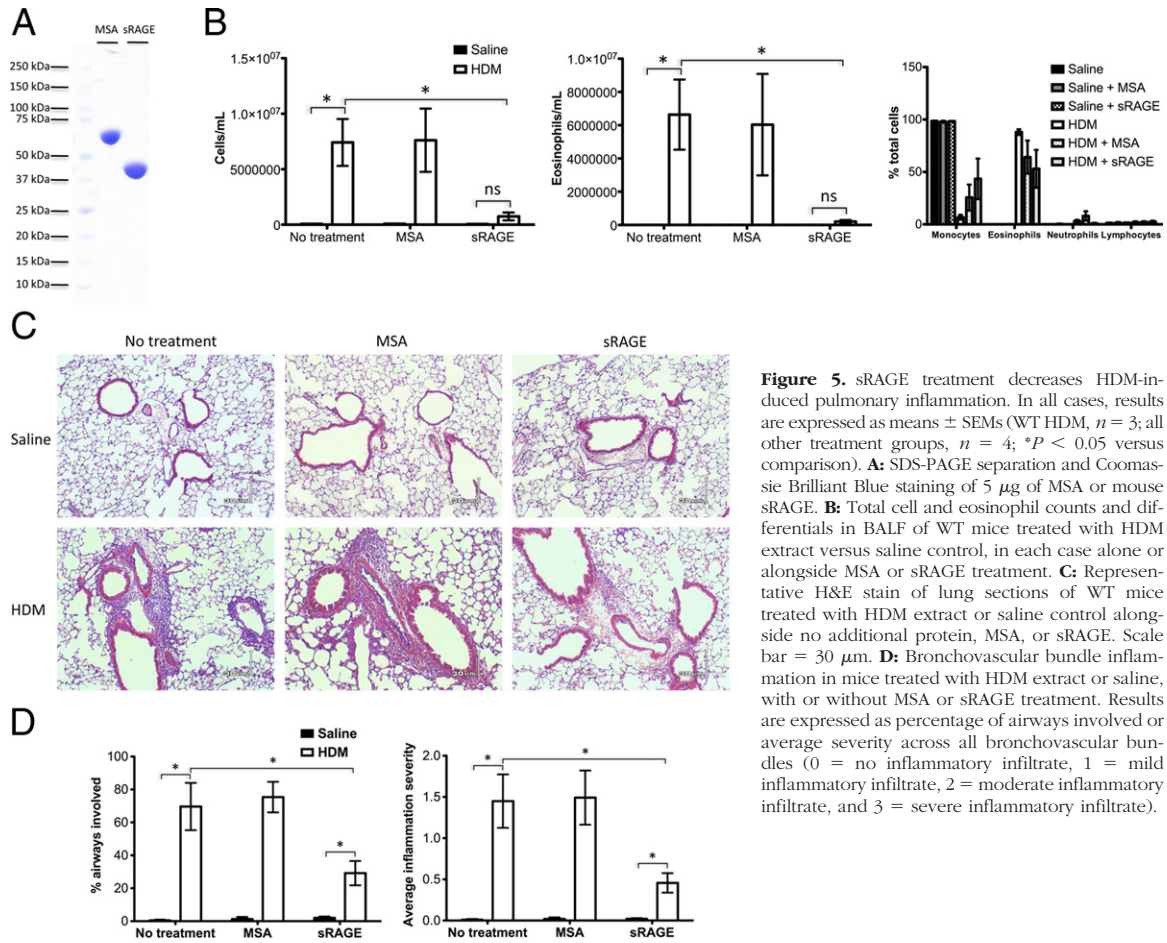 A
MSA sRAGE
250 kDa
150 kDa
100 kDa
75 kDa
50 kDa
37 kDa
25 kDa
20 kDa
15 kDa
10 kDa
B
Saline
HDM
Cells/mL
1.5×10⁰⁷
1.0×10⁰⁷
5000000
0
* * ns
No treatment MSA sRAGE
Eosinophils/mL
1.0×10⁰⁷
8000000
6000000
4000000
2000000
0
* * ns
No treatment MSA sRAGE
% total cells
150
100
50
0
Saline
Saline + MSA
Saline + sRAGE
HDM
HDM + MSA
HDM + sRAGE
Monocytes Eosinophils Neutrophils Lymphocytes
C
No treatment MSA sRAGE
Saline
HDM
Figure 5. sRAGE treatment decreases HDM-in-
duced pulmonary inflammation. In all cases, results
are expressed as means ± SEMs (WT HDM, n = 3; all
other treatment groups, n = 4; *P < 0.05 versus
comparison). A: SDS-PAGE separation and Coomas-
sie Brilliant Blue staining of 5 μg of MSA or mouse
sRAGE. B: Total cell and eosinophil counts and dif-
ferentials in BALF of WT mice treated with HDM
extract versus saline control, in each case alone or
alongside MSA or sRAGE treatment. C: Represen-
tative H&E stain of lung sections of WT mice
treated with HDM extract or saline control along-
side no additional protein, MSA, or sRAGE. Scale
bar = 30 μm. D: Bronchovascular bundle inflam-
mation in mice treated with HDM extract or saline,
with or without MSA or sRAGE treatment. Results
are expressed as percentage of airways involved or
average severity across all bronchovascular bun-
dles (0 = no inflammatory infiltrate, 1 = mild
inflammatory infiltrate, 2 = moderate inflammatory
infiltrate, and 3 = severe inflammatory infiltrate).
D
Saline
HDM
% airways involved
100
80
60
40
20
0
* * *
No treatment MSA sRAGE
Average inflammation severity
2.0
1.5
1.0
0.5
0.0
* * *
No treatment MSA sRAGE